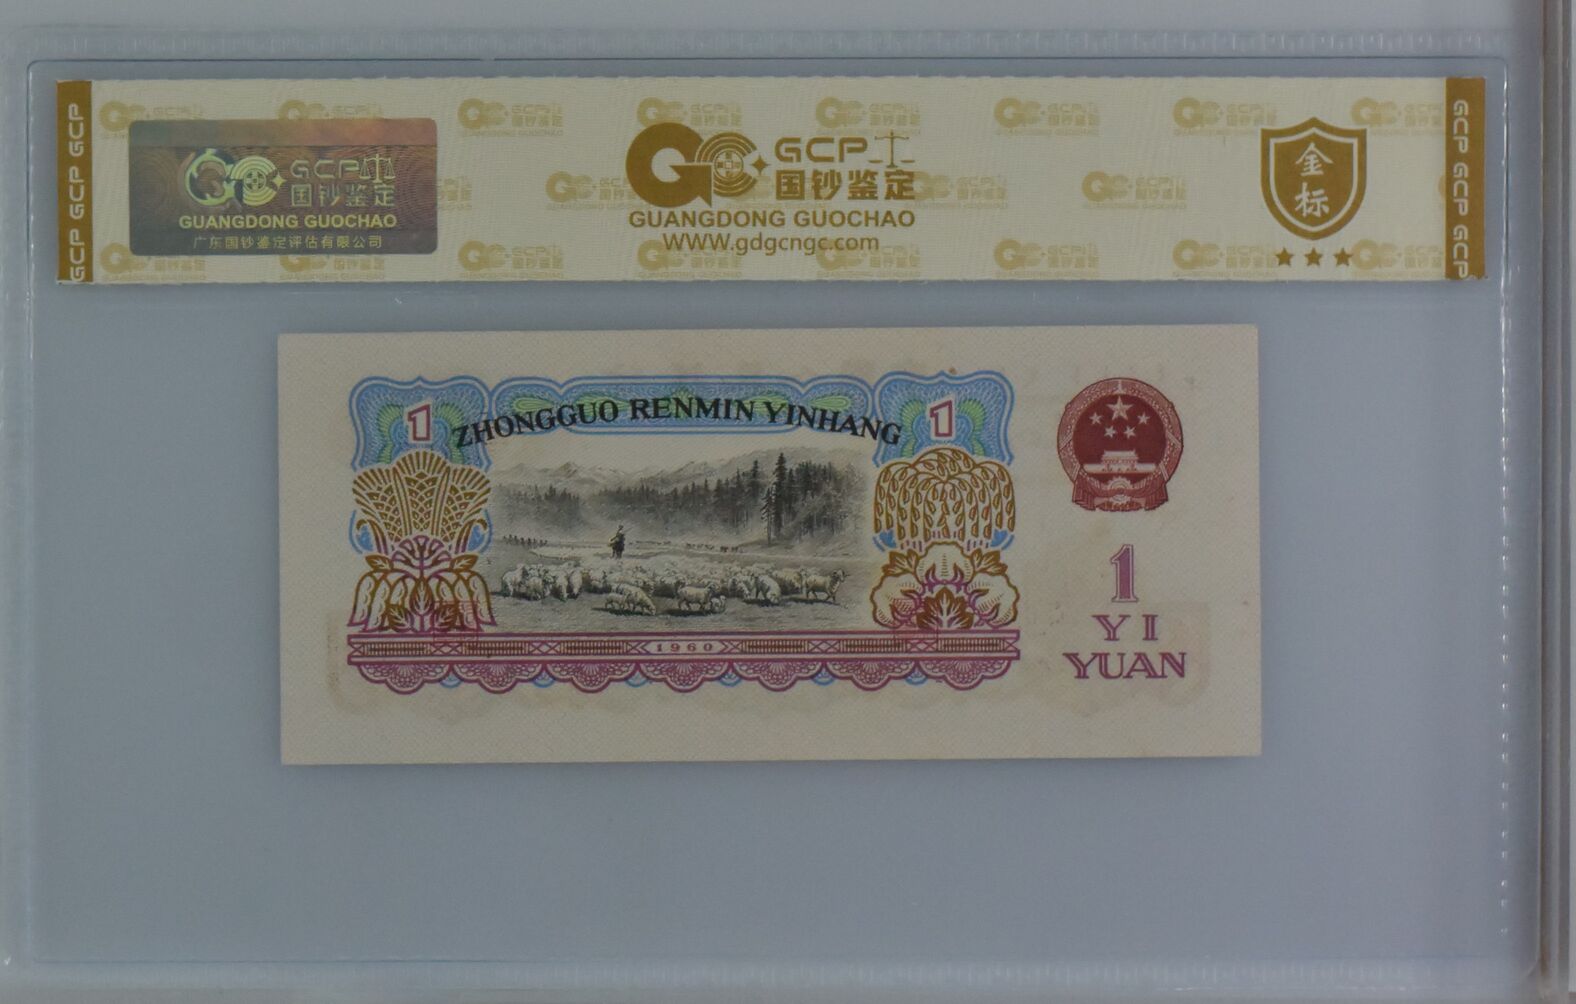 GCP GCP GCP
GCP 国钞鉴定
GUANGDONG GUOCHAO
广东国钞鉴定评估有限公司
GCP
国钞鉴定
GUANGDONG GUOCHAO
WWW.gdgcngc.com
金标
GCP GCP GCP
1
ZHONGGUO RENMIN YINHANG
1
1960
1
YI
YUAN